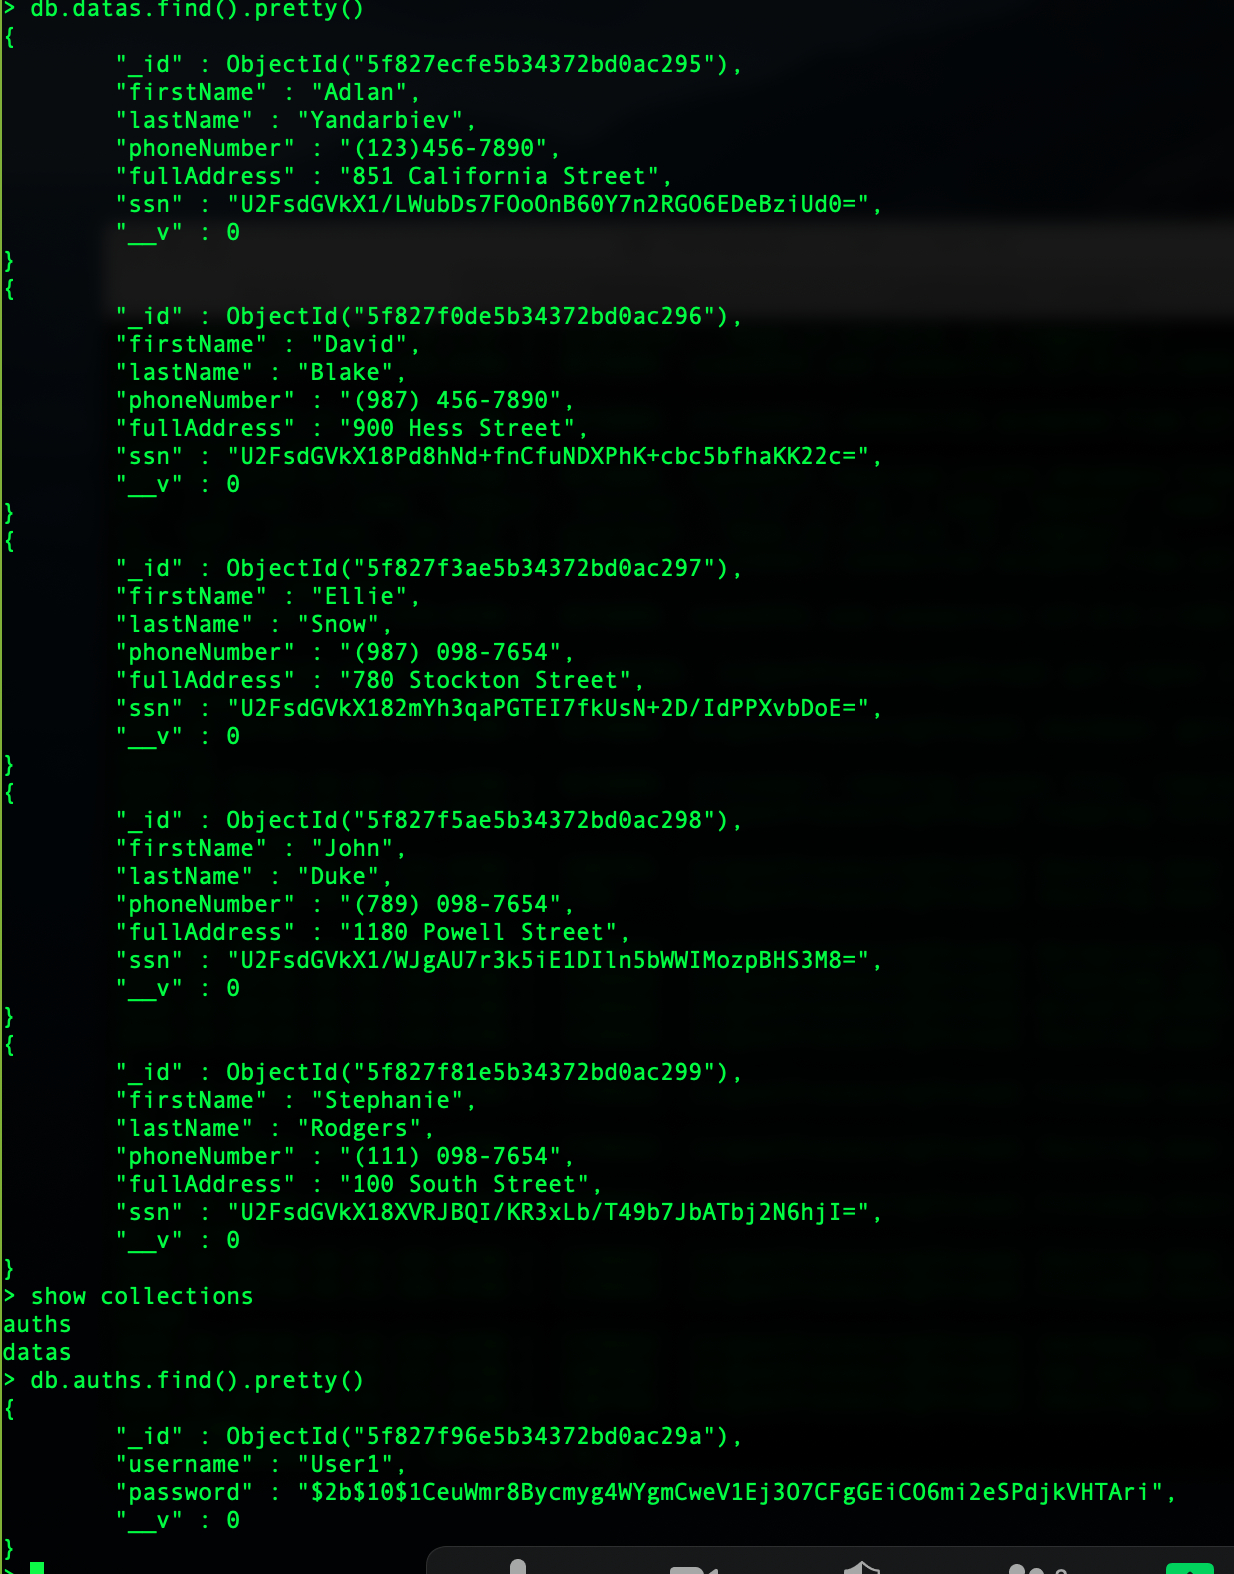 > db.datas.find().pretty()
{
"_id" : ObjectId("5f827ecfe5b34372bd0ac295"),
"firstName" : "Adlan",
"lastName" : "Yandarbiev",
"phoneNumber" : "(123)456-7890",
"fullAddress" : "851 California Street",
"ssn" : "U2FsdGVkX1/LWubDs7FOoOnB60Y7n2RGO6EDeBziUd0=",
"__v" : 0
}
{
"_id" : ObjectId("5f827f0de5b34372bd0ac296"),
"firstName" : "David",
"lastName" : "Blake",
"phoneNumber" : "(987) 456-7890",
"fullAddress" : "900 Hess Street",
"ssn" : "U2FsdGVkX18Pd8hNd+fnCfuNDXPhK+cbc5bfhaKK22c=",
"__v" : 0
}
{
"_id" : ObjectId("5f827f3ae5b34372bd0ac297"),
"firstName" : "Ellie",
"lastName" : "Snow",
"phoneNumber" : "(987) 098-7654",
"fullAddress" : "780 Stockton Street",
"ssn" : "U2FsdGVkX182mYh3qaPGTEI7fkUsN+2D/IdPPXvbDoE=",
"__v" : 0
}
{
"_id" : ObjectId("5f827f5ae5b34372bd0ac298"),
"firstName" : "John",
"lastName" : "Duke",
"phoneNumber" : "(789) 098-7654",
"fullAddress" : "1180 Powell Street",
"ssn" : "U2FsdGVkX1/WJgAU7r3k5iE1DIln5bWWIMozpBHS3M8=",
"__v" : 0
}
{
"_id" : ObjectId("5f827f81e5b34372bd0ac299"),
"firstName" : "Stephanie",
"lastName" : "Rodgers",
"phoneNumber" : "(111) 098-7654",
"fullAddress" : "100 South Street",
"ssn" : "U2FsdGVkX18XVRJBQI/KR3xLb/T49b7JbATbj2N6hjI=",
"__v" : 0
}
> show collections
auths
datas
> db.auths.find().pretty()
{
"_id" : ObjectId("5f827f96e5b34372bd0ac29a"),
"username" : "User1",
"password" : "$2b$10$1CeuWmr8Bycmyg4WYgmCweV1Ej3O7CFgGEiCO6mi2eSPdjkVHTAri",
"__v" : 0
}
>